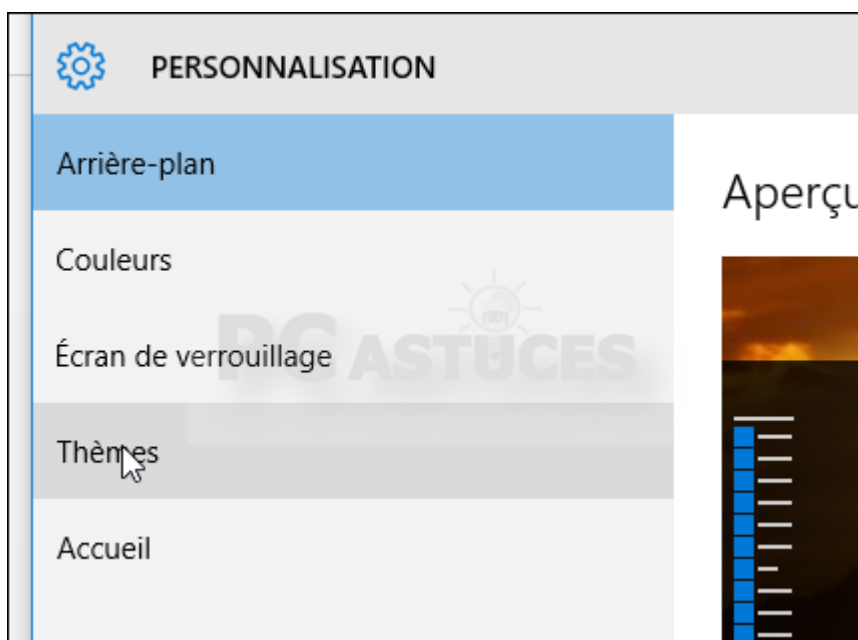 PERSONNALISATION
Arrière-plan
Aperçu
Couleurs
PC ASTUCES
Écran de verrouillage
Thèmes
Accueil